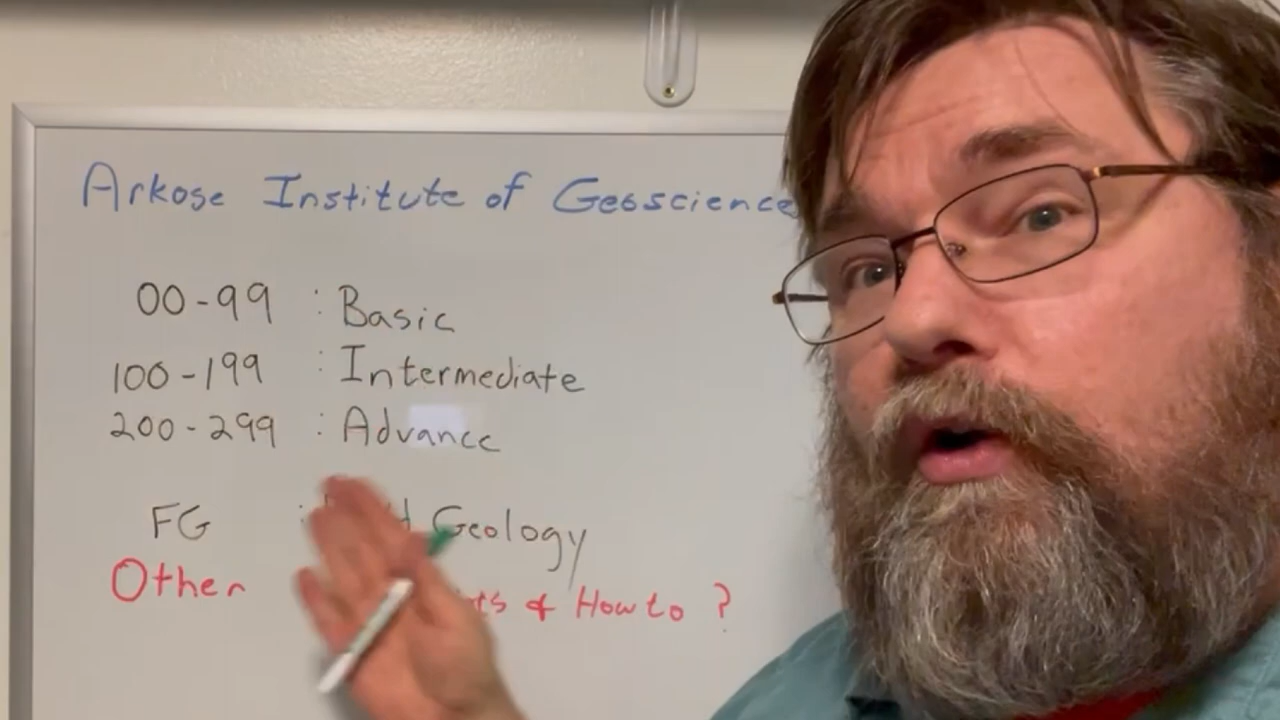 Arkose Institute of Geoscience
00-99 : Basic
100-199 : Intermediate
200-299 : Advance
FG : Geology
Other & How to ?